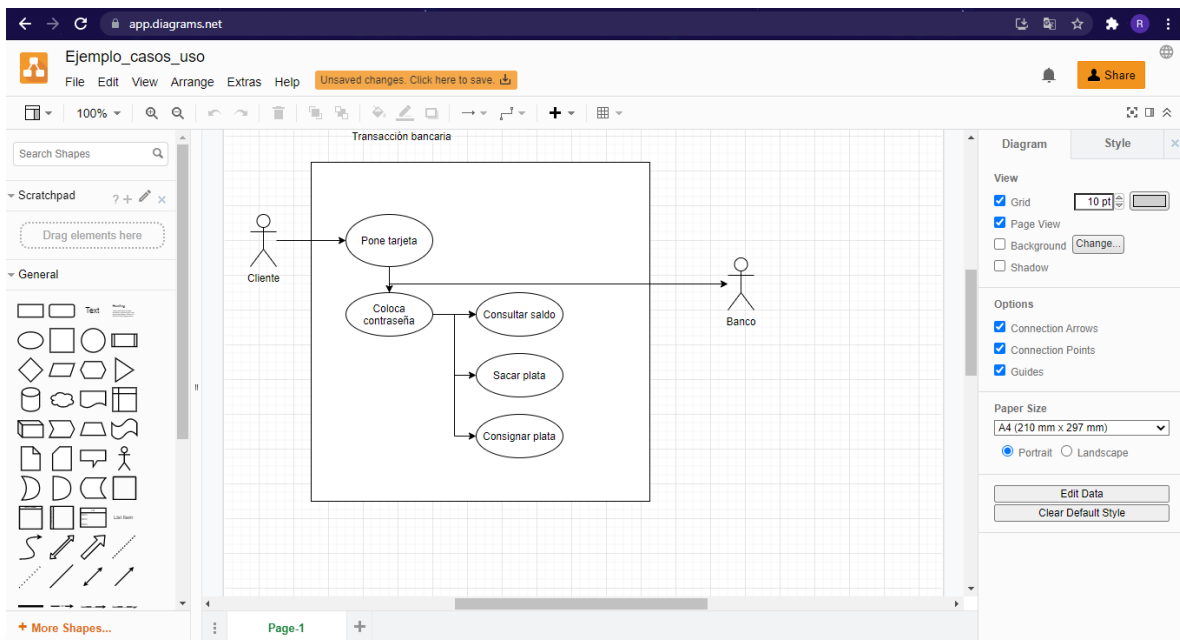 app.diagrams.net
R
Ejemplo_casos_uso
File Edit View Arrange Extras Help
Unsaved changes. Click here to save.
Share
100%
Search Shapes
Scratchpad
?
Drag elements here
General
Text
Heading
List Item
+ More Shapes...
Transacción bancaria
Cliente
Pone tarjeta
Coloca
contraseña
Consultar saldo
Sacar plata
Consignar plata
Banco
Page-1
Diagram Style
View
Grid 10 pt
Page View
Background Change...
Shadow
Options
Connection Arrows
Connection Points
Guides
Paper Size
A4 (210 mm x 297 mm)
Portrait Landscape
Edit Data
Clear Default Style